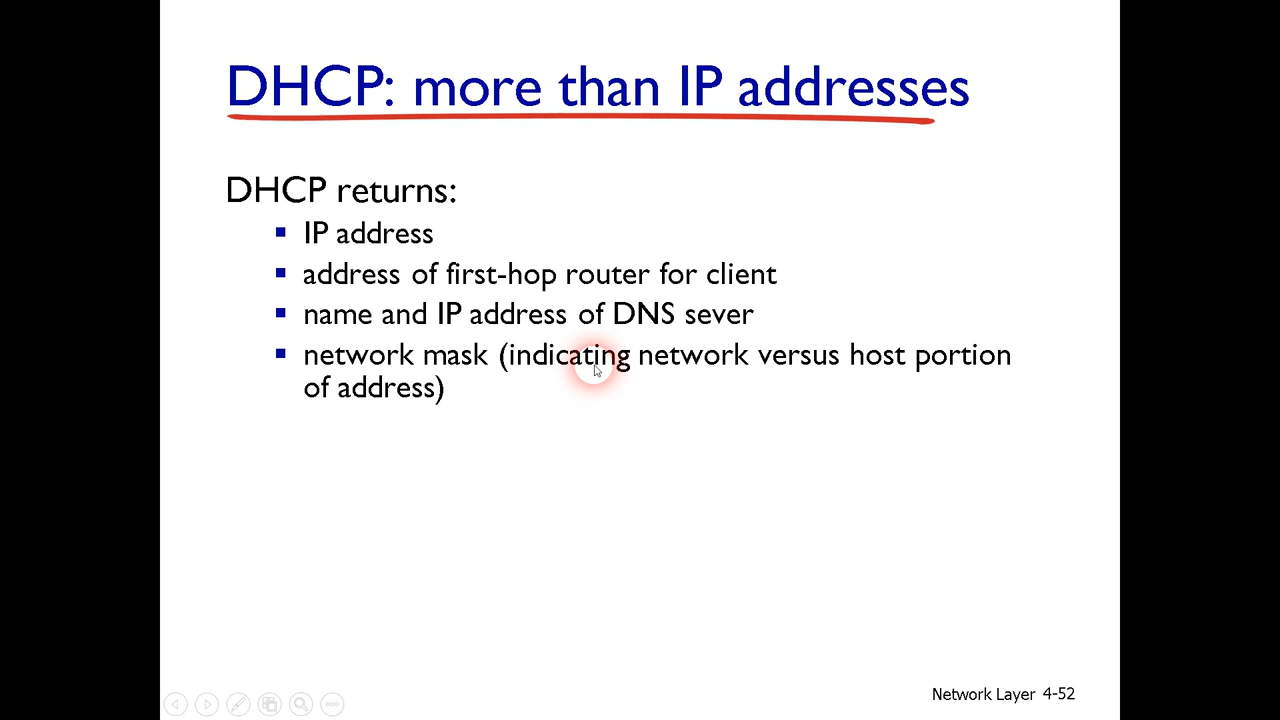 DHCP: more than IP addresses
DHCP returns:
IP address
address of first-hop router for client
name and IP address of DNS sever
network mask (indicating network versus host portion
of address)
Network Layer 4-52